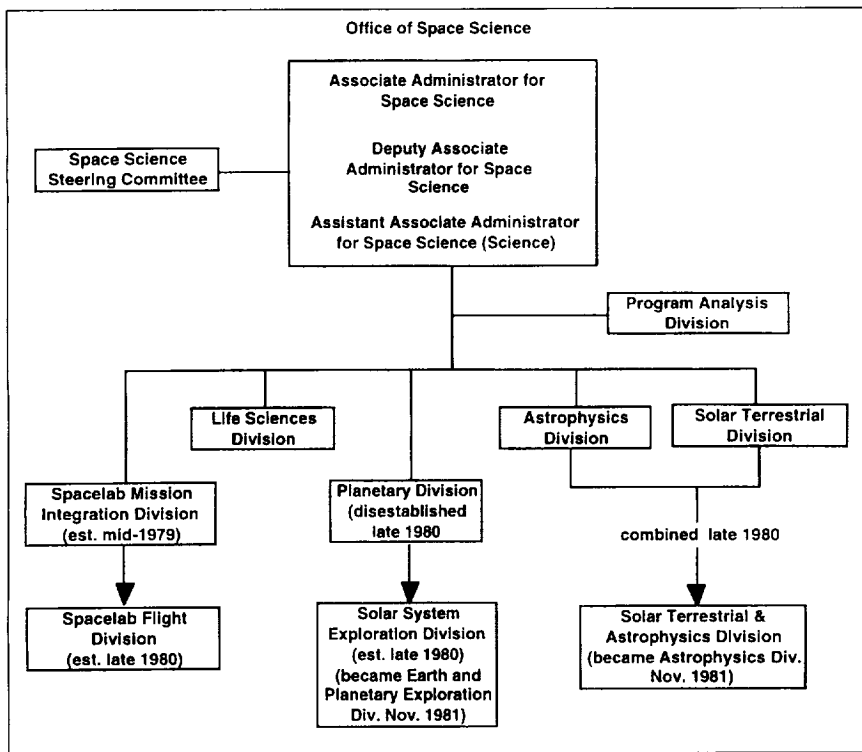 Office of Space Science
Associate Administrator for
Space Science
Deputy Associate
Administrator for Space
Science
Assistant Associate Administrator
for Space Science (Science)
Space Science
Steering Committee
Program Analysis
Division
Life Sciences
Division
Astrophysics
Division
Solar Terrestrial
Division
Spacelab Mission
Integration Division
(est. mid-1979)
Planetary Division
(disestablished
late 1980
combined late 1980
Spacelab Flight
Division
(est. late 1980)
Solar System
Exploration Division
(est. late 1980)
(became Earth and
Planetary Exploration
Div. Nov. 1981)
Solar Terrestrial &
Astrophysics Division
(became Astrophysics Div.
Nov. 1981)